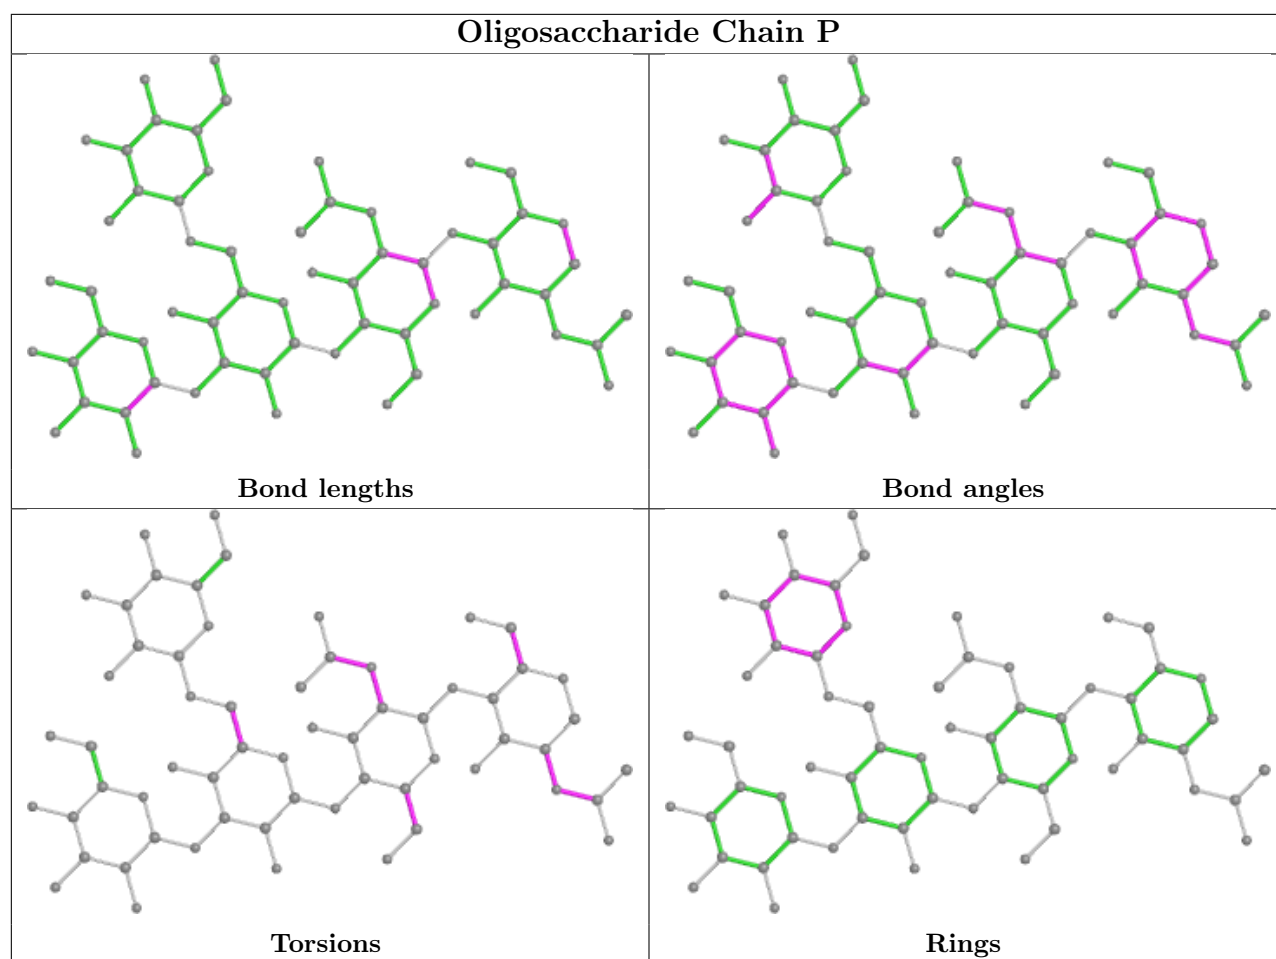 Oligosaccharide Chain P
Bond lengths
Bond angles
Torsions
Rings